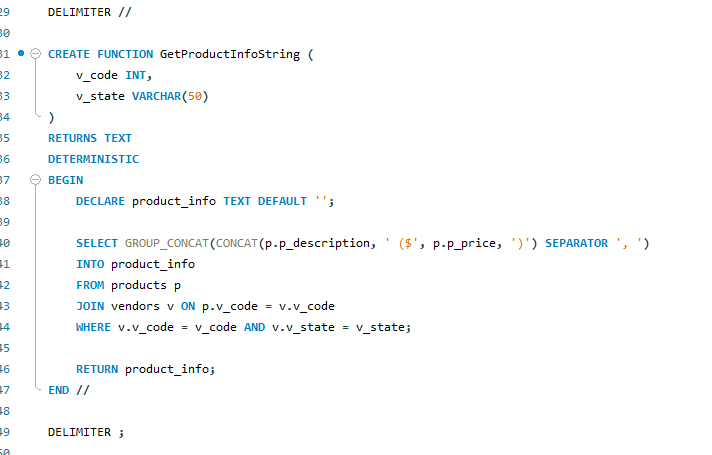 29 DELIMITER //
30
31 CREATE FUNCTION GetProductInfoString (
32 v_code INT,
33 v_state VARCHAR(50)
34 )
35 RETURNS TEXT
36 DETERMINISTIC
37 BEGIN
38 DECLARE product_info TEXT DEFAULT '';
39
40 SELECT GROUP_CONCAT(CONCAT(p.p_description, ' ($', p.p_price, ')') SEPARATOR ', ')
41 INTO product_info
42 FROM products p
43 JOIN vendors v ON p.v_code = v.v_code
44 WHERE v.v_code = v_code AND v.v_state = v_state;
45
46 RETURN product_info;
47 END //
48
49 DELIMITER ;
50